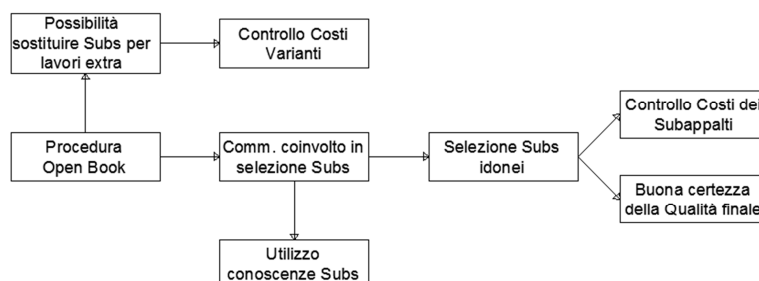 Possibilità
sostituire Subs per
lavori extra
Controllo Costi
Varianti
Procedura
Open Book
Comm. coinvolto in
selezione Subs
Selezione Subs
idonei
Controllo Costi dei
Subappalti
Buona certezza
della Qualità finale
Utilizzo
conoscenze Subs